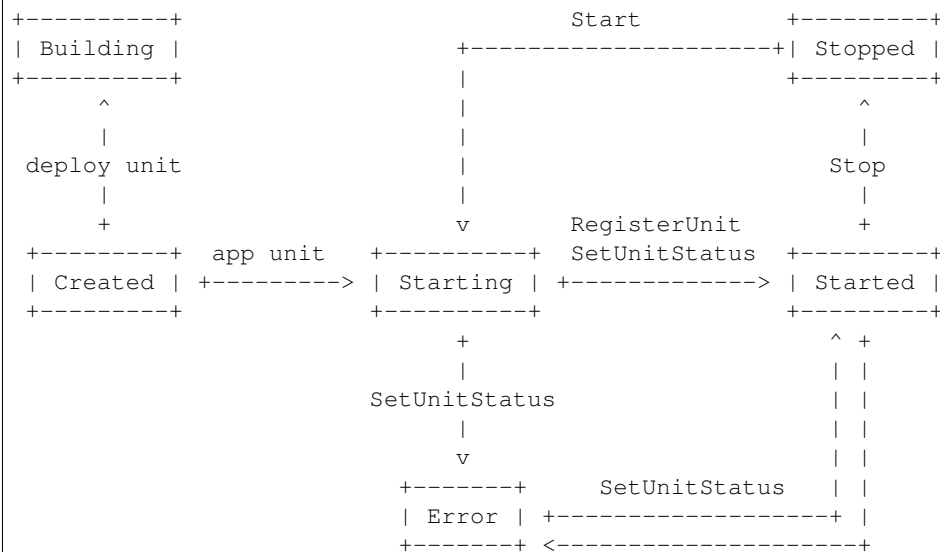 Start
Building
Stopped
deploy unit
Stop
RegisterUnit
app unit
SetUnitStatus
Created
Starting
Started
SetUnitStatus
SetUnitStatus
Error